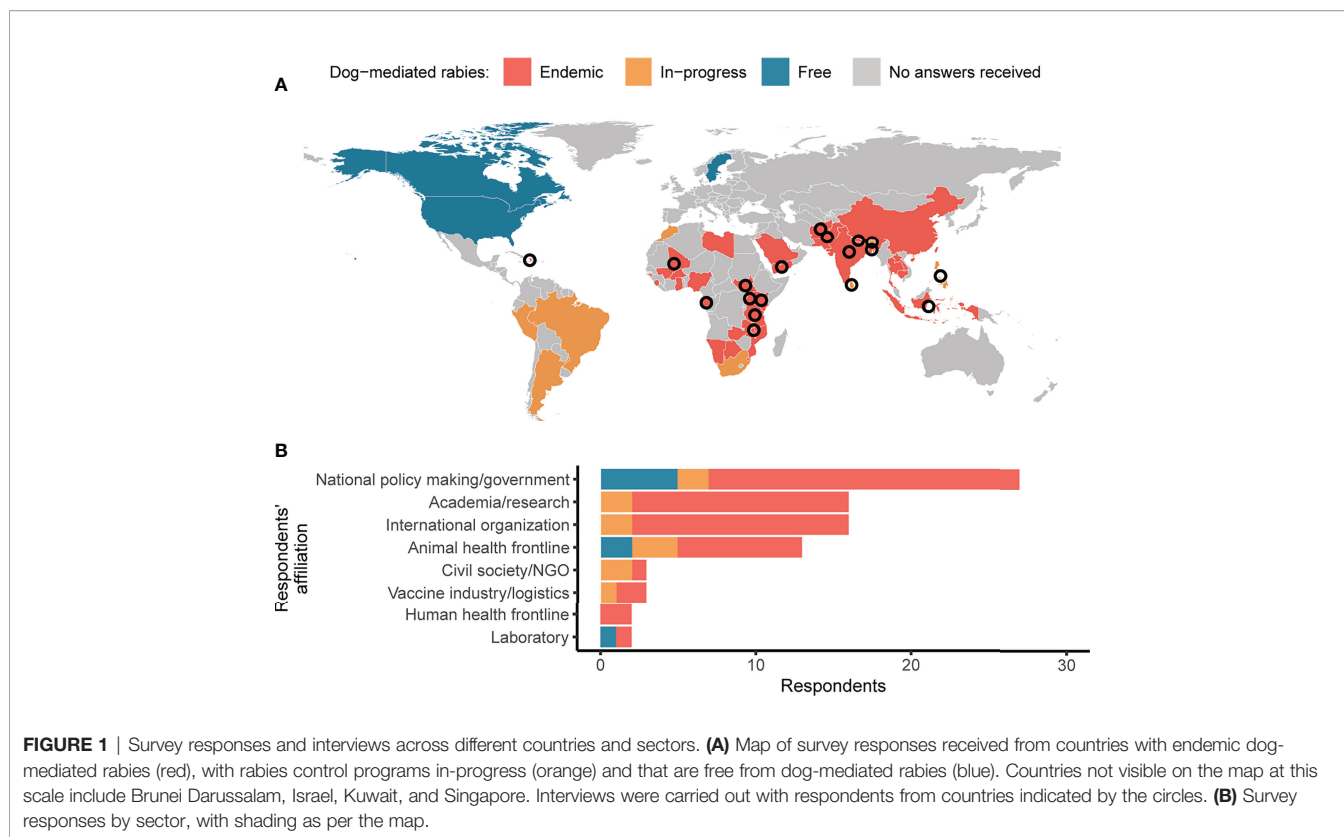 Dog−mediated rabies: Endemic In−progress Free No answers received
A
B
National policy making/government
Academia/research
International organization
Animal health frontline
Civil society/NGO
Vaccine industry/logistics
Human health frontline
Laboratory
Respondents'
affiliation
0 10 20 30
Respondents
FIGURE 1 | Survey responses and interviews across different countries and sectors. (A) Map of survey responses received from countries with endemic dog-
mediated rabies (red), with rabies control programs in-progress (orange) and that are free from dog-mediated rabies (blue). Countries not visible on the map at this
scale include Brunei Darussalam, Israel, Kuwait, and Singapore. Interviews were carried out with respondents from countries indicated by the circles. (B) Survey
responses by sector, with shading as per the map.